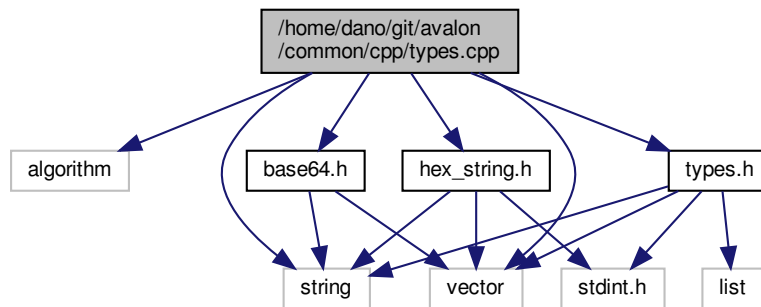 /home/dano/git/avalon
/common/cpp/types.cpp
algorithm
base64.h
hex_string.h
types.h
string
vector
stdint.h
list